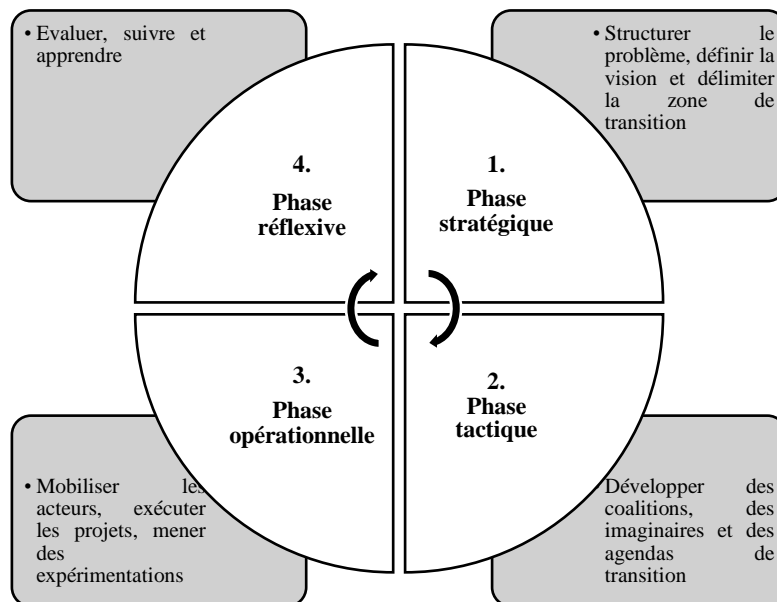 • Evaluer, suivre et
apprendre
• Structurer le
problème, définir la
vision et délimiter
la zone de
transition
4.
Phase
réflexive
1.
Phase
stratégique
3.
Phase
opérationnelle
2.
Phase
tactique
• Mobiliser les
acteurs, exécuter
les projets, mener
des
expérimentations
• Développer des
coalitions, des
imaginaires et des
agendas de
transition